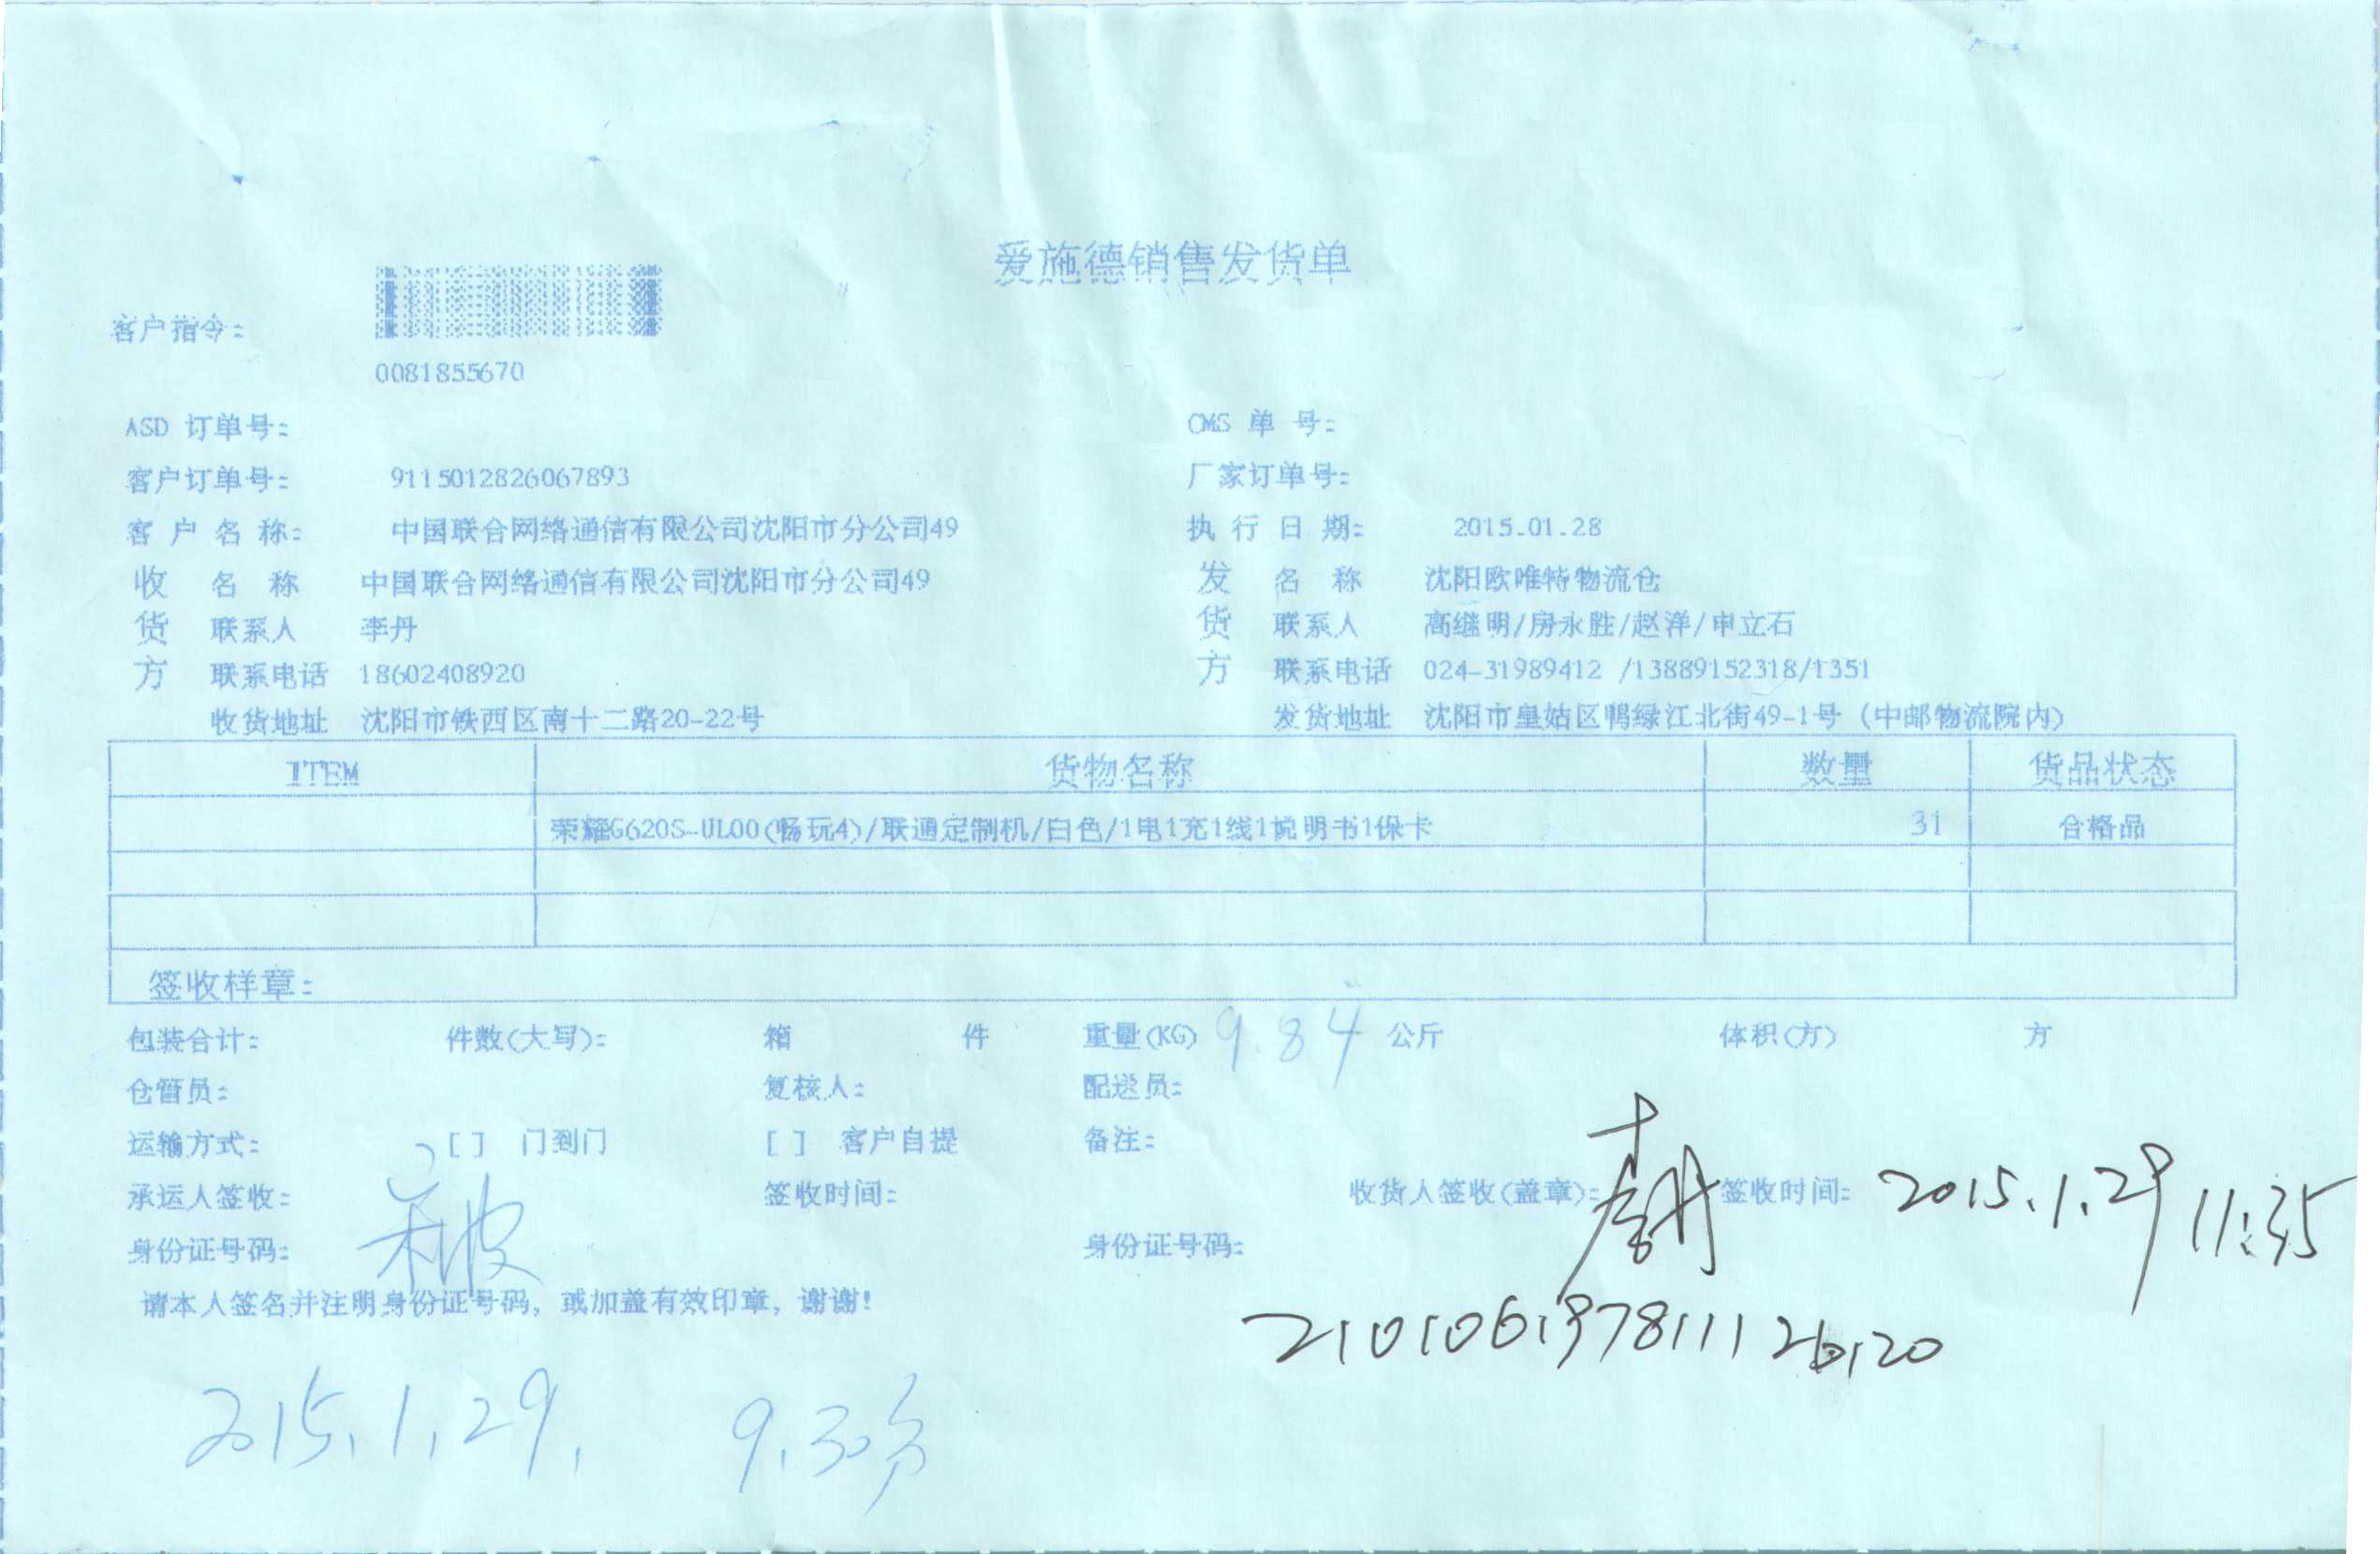 爱施德销售发货单
客户指令:
0081855670
ASD 订单号: CMS 单 号:
客户订单号: 9115012826067893 厂家订单号:
客 户 名 称: 中国联合网络通信有限公司沈阳市分公司49 执 行 日 期: 2015.01.28
收 名 称 中国联合网络通信有限公司沈阳市分公司49 发 名 称 沈阳欧唯特物流仓
货 联系人 李丹 货 联系人 高继明/房永胜/赵洋/申立石
方 联系电话 18602408920 方 联系电话 024-31989412 /13889152318/1351
收货地址 沈阳市铁西区南十二路20-22号 发货地址 沈阳市皇姑区鸭绿江北街49-1号 (中邮物流院内)
ITEM 货物名称 数量 货品状态
荣耀G620S-UL00(畅玩4)/联通定制机/白色/1电1充1线1说明书1保卡 31 合格品
签收样章:
包装合计: 件数(大写): 箱 件 重量(KG) 9.84 公斤 体积(方) 方
仓管员: 复核人: 配送员:
运输方式: [ ] 门到门 [ ] 客户自提 备注:
承运人签收: 签收时间: 收货人签收(盖章): 李丹 签收时间: 2015.1.29 11:35
身份证号码: 身份证号码:
请本人签名并注明身份证号码, 或加盖有效印章, 谢谢!
2015.1.29. 9.30分